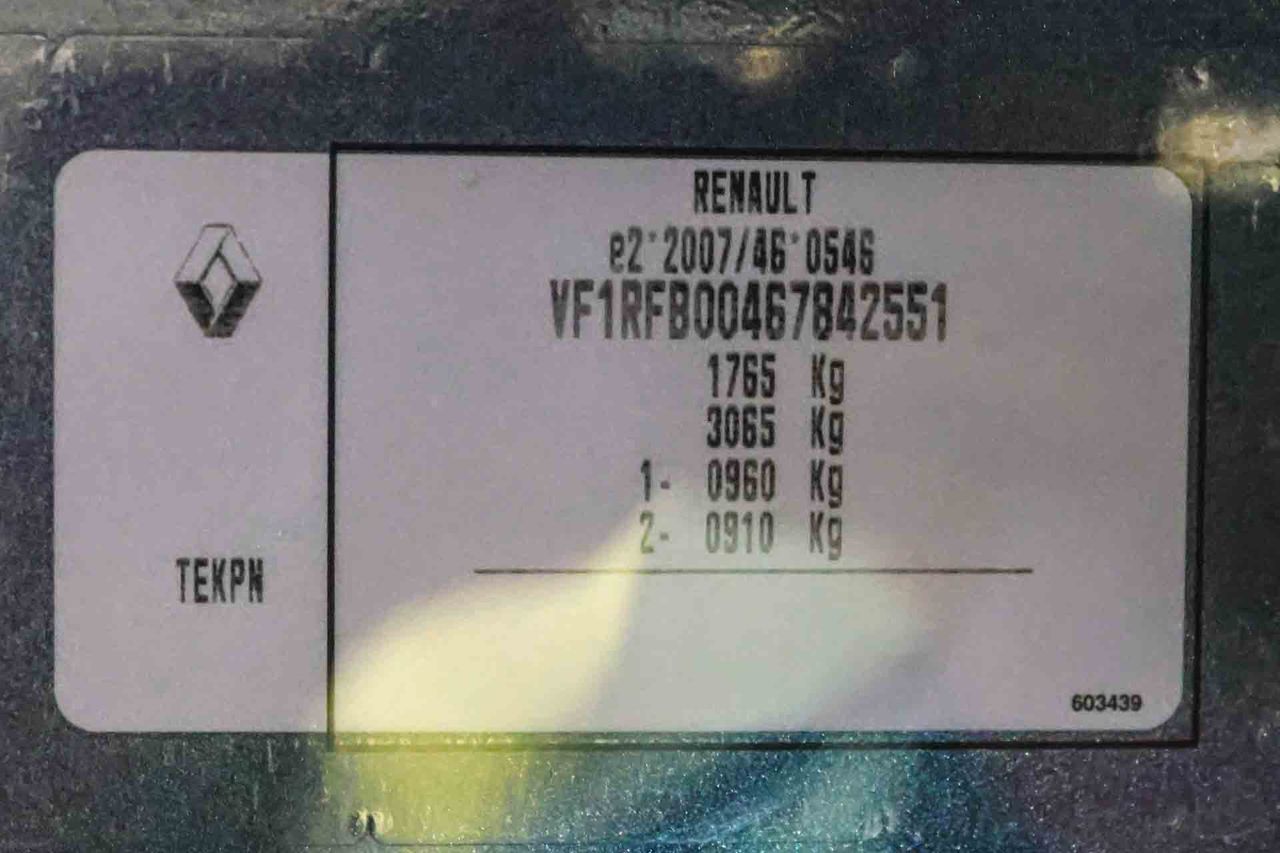 RENAULT
e2*2007/46*0546
VF1RFB00467842551
1765 Kg
3065 Kg
1- 0960 Kg
2- 0910 Kg
TEKPN
603439